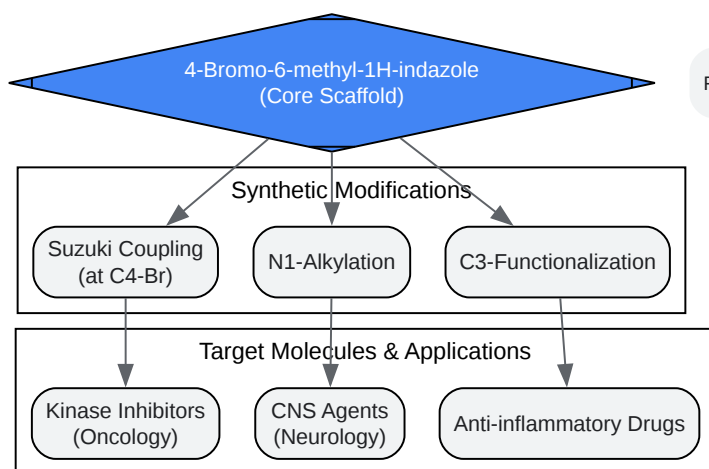 4-Bromo-6-methyl-1H-indazole
(Core Scaffold)
Synthetic Modifications
Suzuki Coupling
(at C4-Br)
N1-Alkylation
C3-Functionalization
Target Molecules & Applications
Kinase Inhibitors
(Oncology)
CNS Agents
(Neurology)
Anti-inflammatory Drugs